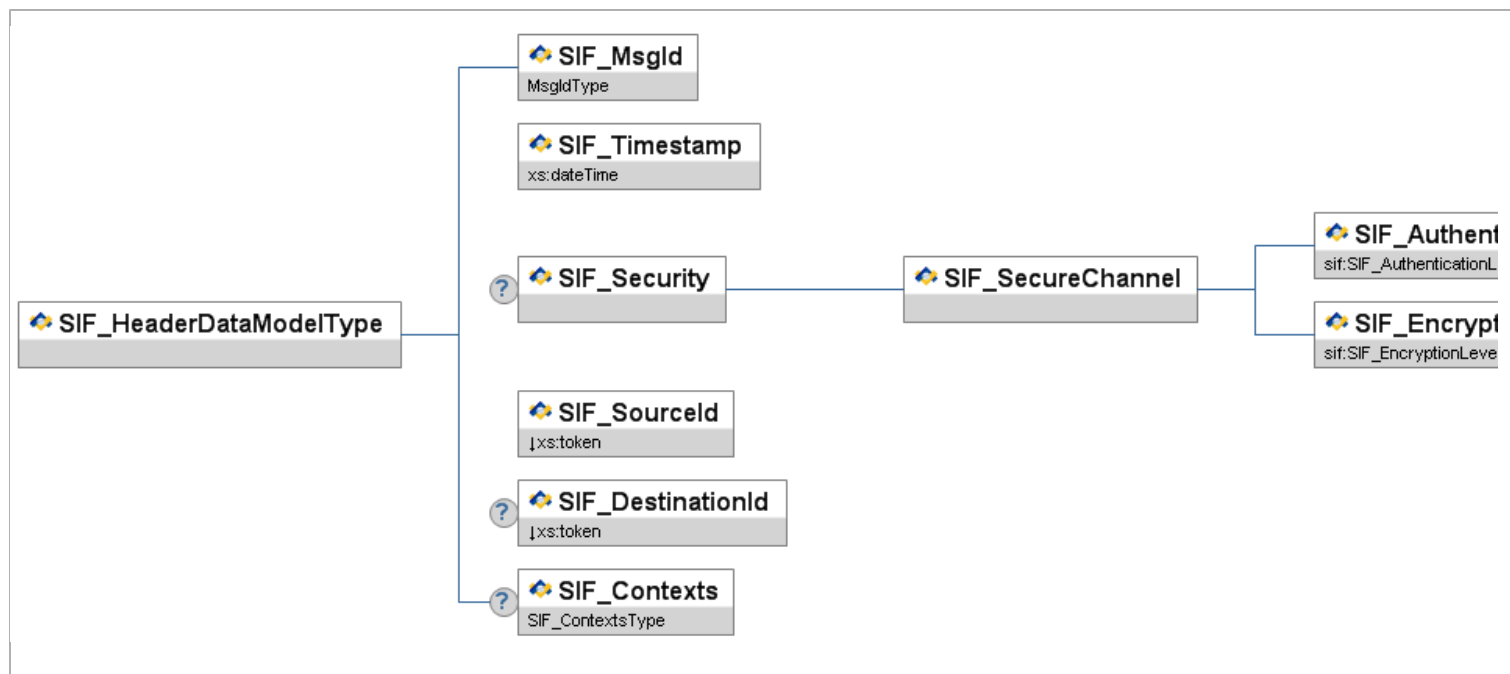 SIF_MsgId
MsgIdType
SIF_Timestamp
xs:dateTime
SIF_Authent
sif:SIF_AuthenticationL
?
SIF_Security
SIF_SecureChannel
SIF_HeaderDataModelType
SIF_Encrypt
sif:SIF_EncryptionLeve
SIF_SourceId
↓xs:token
?
SIF_DestinationId
↓xs:token
?
SIF_Contexts
SIF_ContextsType